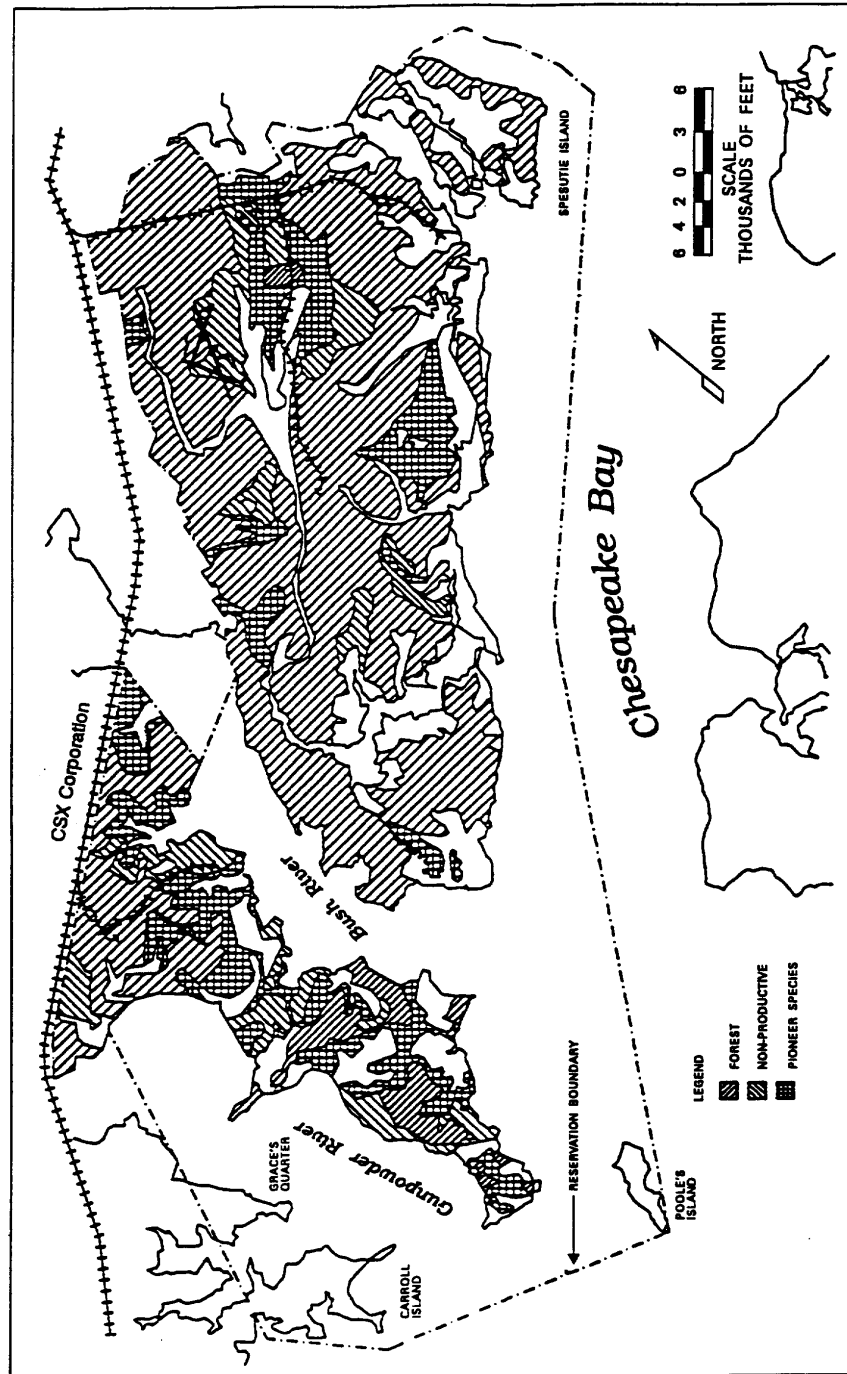 CSX Corporation
SPESUTIE ISLAND
Bush River
Gunpowder River
GRACE'S
QUARTER
CARROLL
ISLAND
Chesapeake Bay
RESERVATION BOUNDARY
POOLE'S
ISLAND
LEGEND
FOREST
NON-PRODUCTIVE
PIONEER SPECIES
NORTH
6 4 2 0 3 6
SCALE
THOUSANDS OF FEET